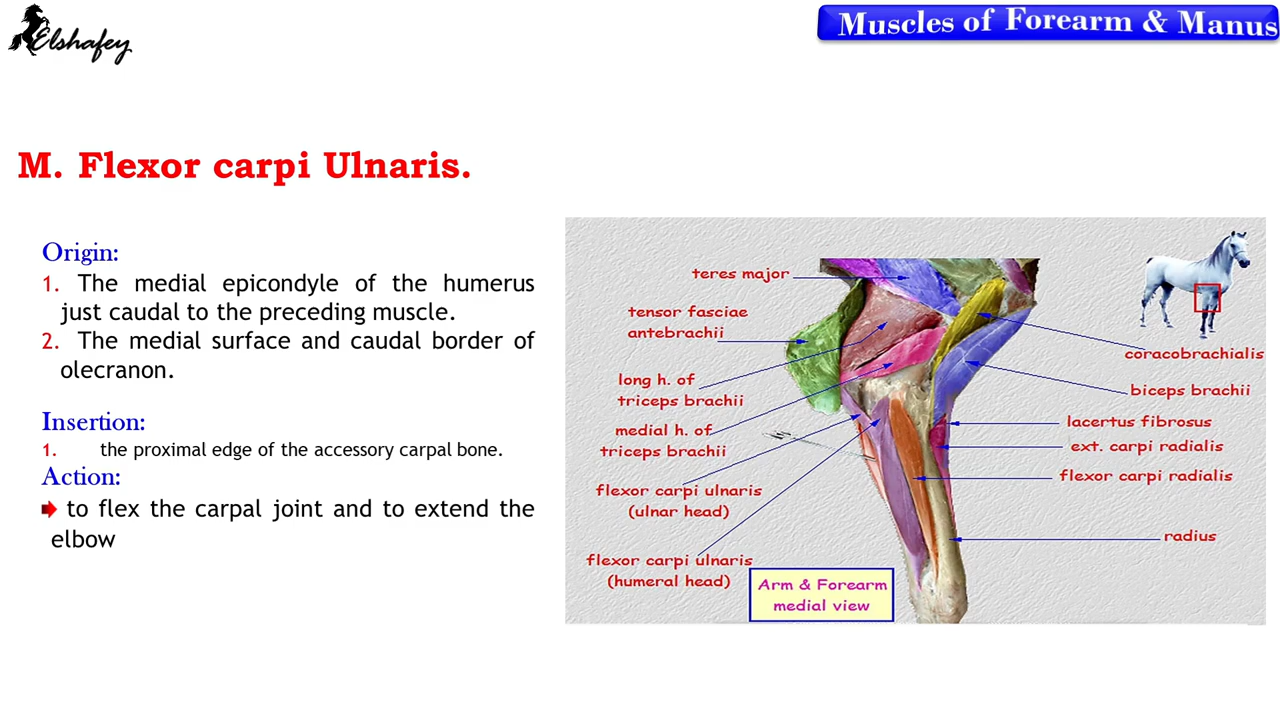 Elshafey
Muscles of Forearm & Manus
M. Flexor carpi Ulnaris.
Origin:
1. The medial epicondyle of the humerus
just caudal to the preceding muscle.
2. The medial surface and caudal border of
olecranon.
Insertion:
1. the proximal edge of the accessory carpal bone.
Action:
to flex the carpal joint and to extend the
elbow
teres major
tensor fasciae
antebrachii
long h. of
triceps brachii
medial h. of
triceps brachii
flexor carpi ulnaris
(ulnar head)
flexor carpi ulnaris
(humeral head)
Arm & Forearm
medial view
coracobrachialis
biceps brachii
lacertus fibrosus
ext. carpi radialis
flexor carpi radialis
radius